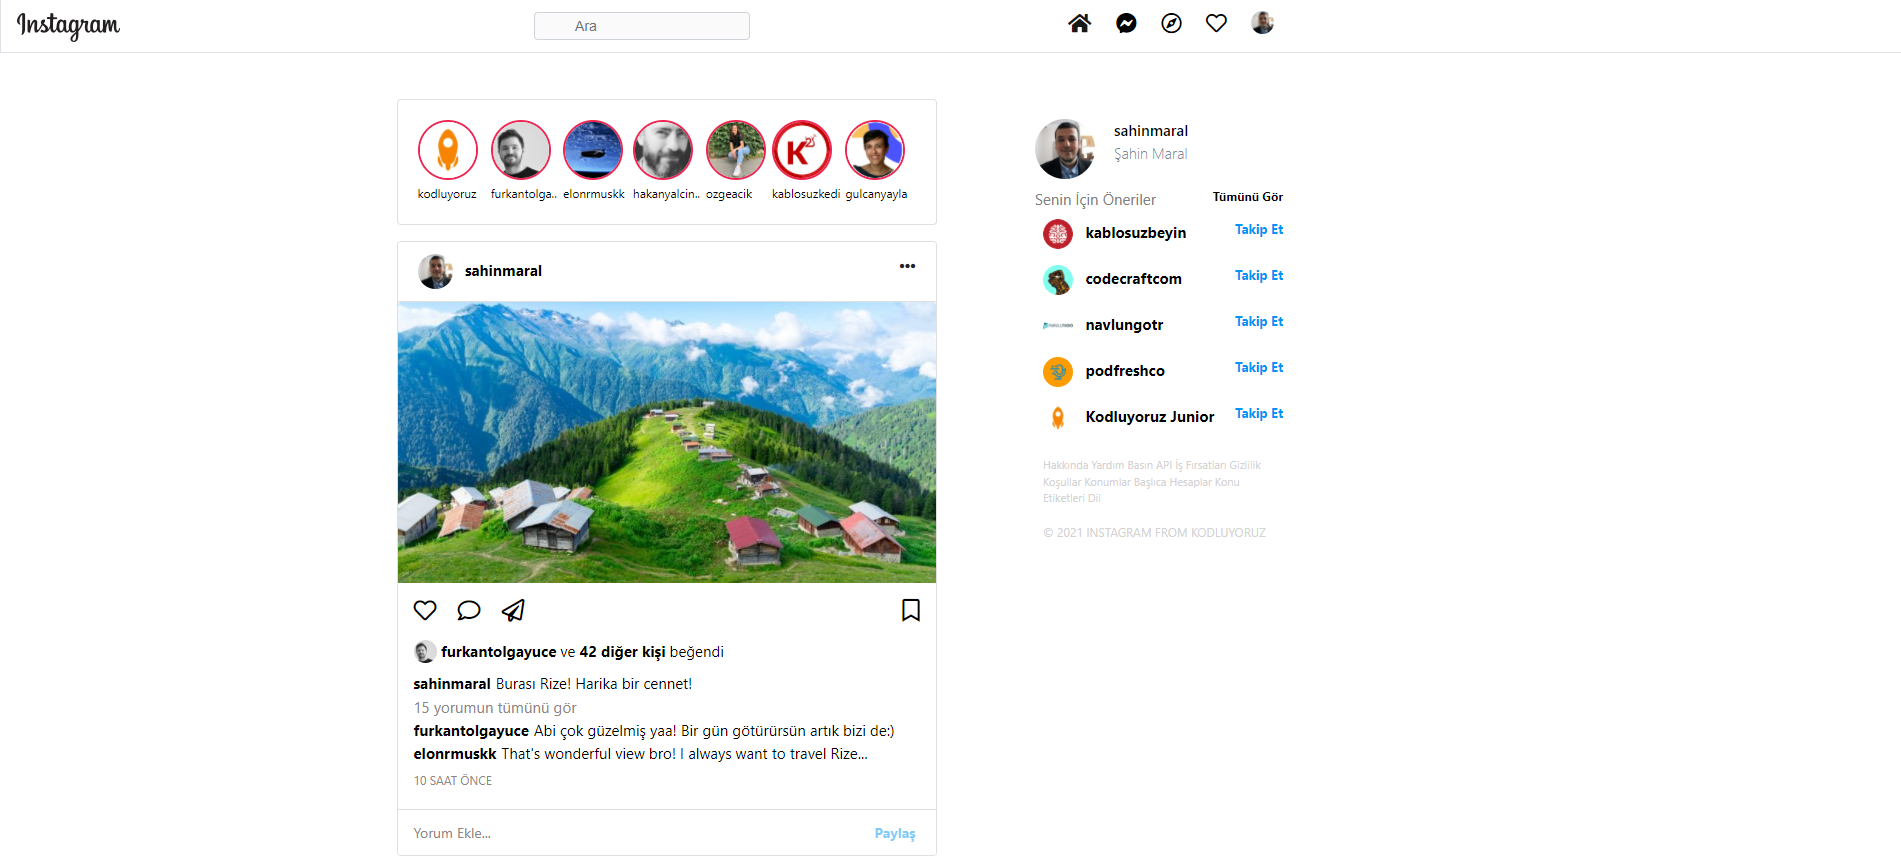 Instagram
Ara
kodluyoruz furkantolga.. elonrmuskk hakanyalcin.. ozgeacik kablosuzkedi gulcanyayla
K
sahinmaral
furkantolgayuce ve 42 diğer kişi beğendi
sahinmaral Burası Rize! Harika bir cennet!
15 yorumun tümünü gör
furkantolgayuce Abi çok güzelmiş yaa! Bir gün götürürsün artık bizi de:)
elonrmuskk That's wonderful view bro! I always want to travel Rize...
10 SAAT ÖNCE
Yorum Ekle... Paylaş
sahinmaral
Şahin Maral
Senin İçin Öneriler Tümünü Gör
kablosuzbeyin Takip Et
codecraftcom Takip Et
navlungotr Takip Et
podfreshco Takip Et
Kodluyoruz Junior Takip Et
Hakkında Yardım Basın API İş Fırsatları Gizlilik
Koşullar Konumlar Başlıca Hesaplar Konu
Etiketleri Dil
© 2021 INSTAGRAM FROM KODLUYORUZ